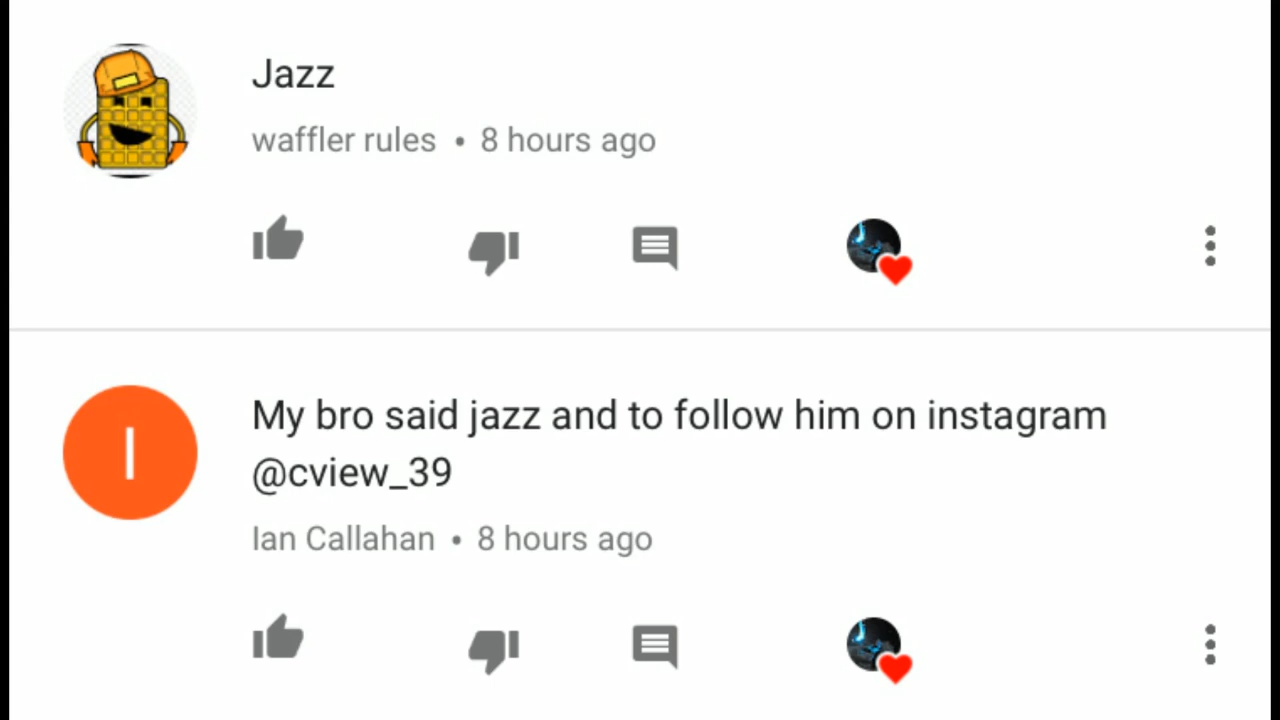 Jazz
waffler rules • 8 hours ago
My bro said jazz and to follow him on instagram
@cview_39
I
Ian Callahan • 8 hours ago